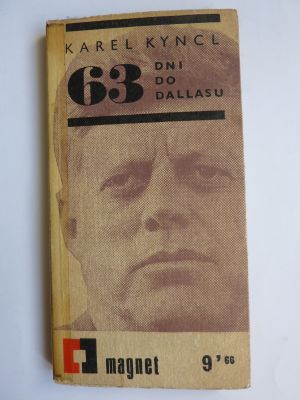 KAREL KYNCL
63 DNI
DO
DALLASU
magnet 9'66